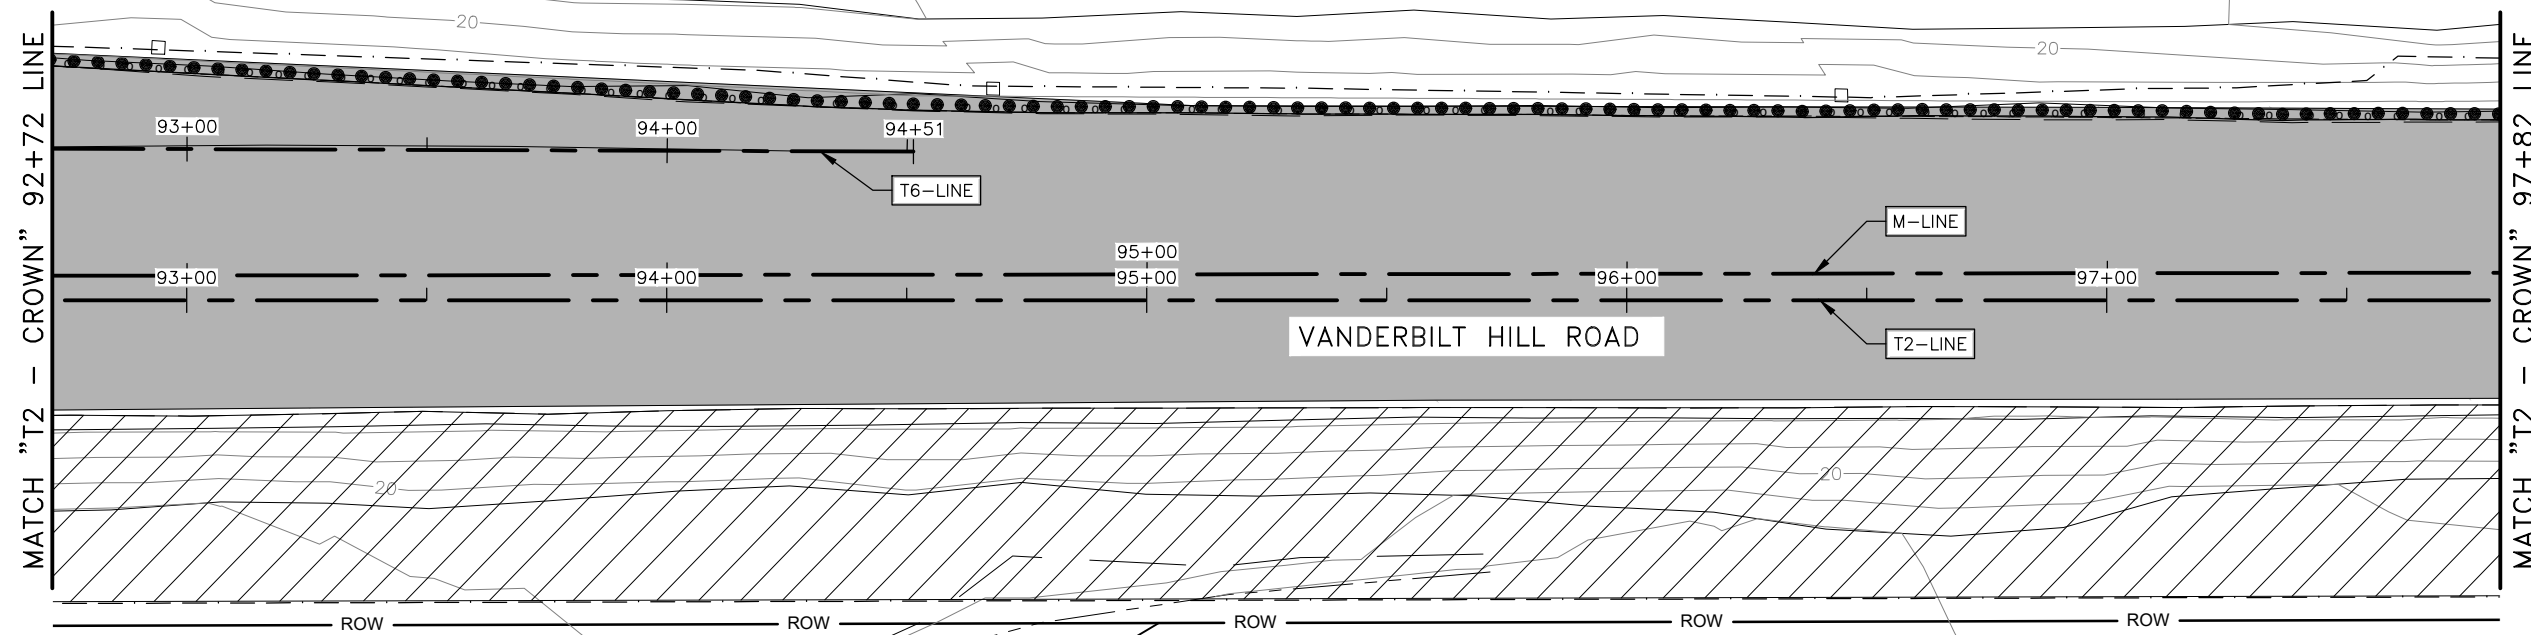 MATCH "T2 - CROWN" 92+72 LINE
20
20
93+00
94+00
94+51
T6-LINE
M-LINE
95+00
93+00
94+00
95+00
96+00
97+00
VANDERBILT HILL ROAD
T2-LINE
20
20
ROW
ROW
ROW
ROW
ROW
MATCH "T2 - CROWN" 97+82 LINE